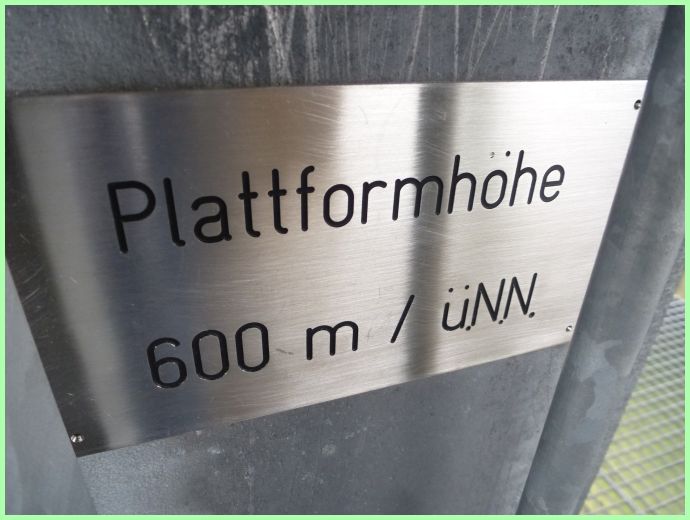 Plattformhöhe
600 m / ü.N.N.